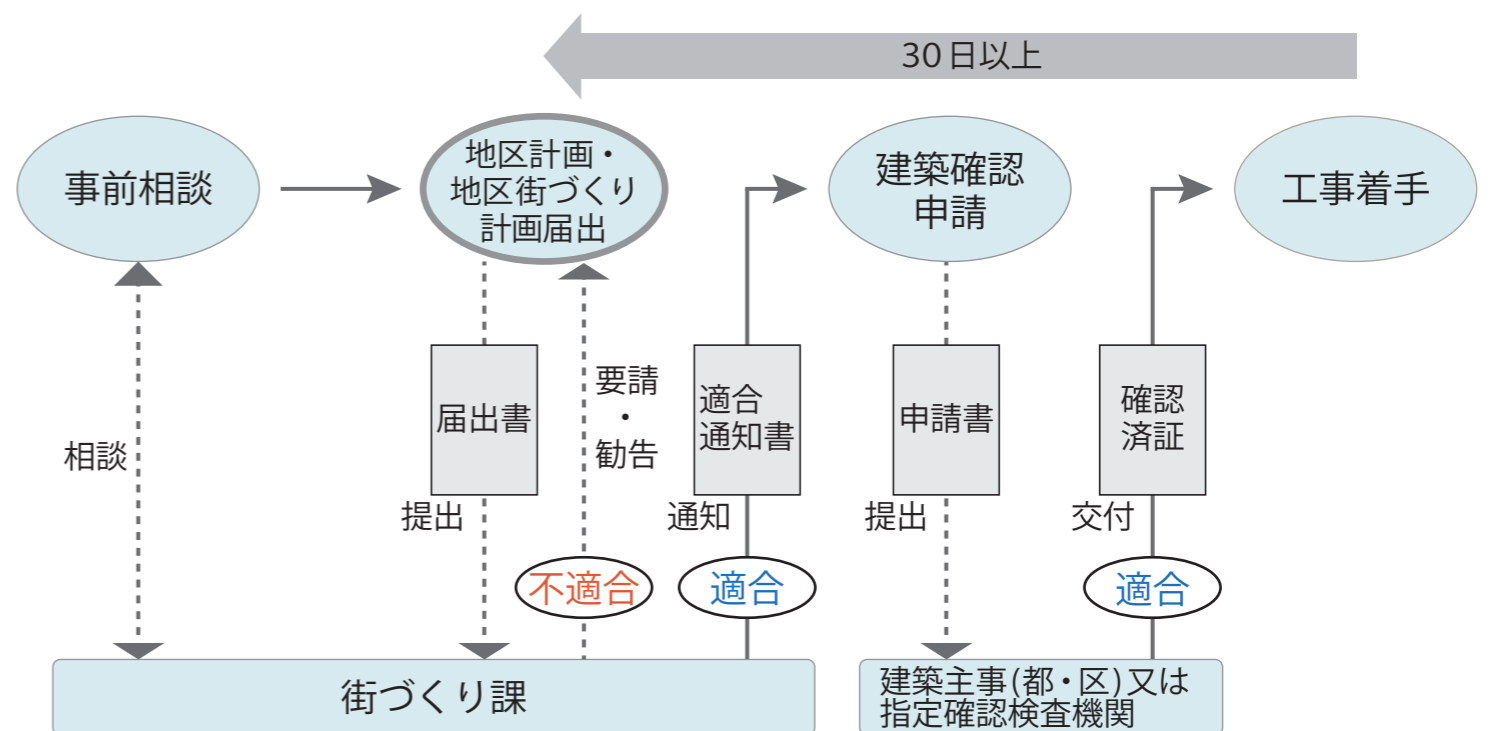 30日以上
事前相談
地区計画・
地区街づくり
計画届出
建築確認
申請
工事着手
相談
届出書
提出
要請
・
勧告
不適合
適合
通知書
通知
適合
申請書
提出
確認
済証
交付
適合
街づくり課
建築主事(都・区)又は
指定確認検査機関